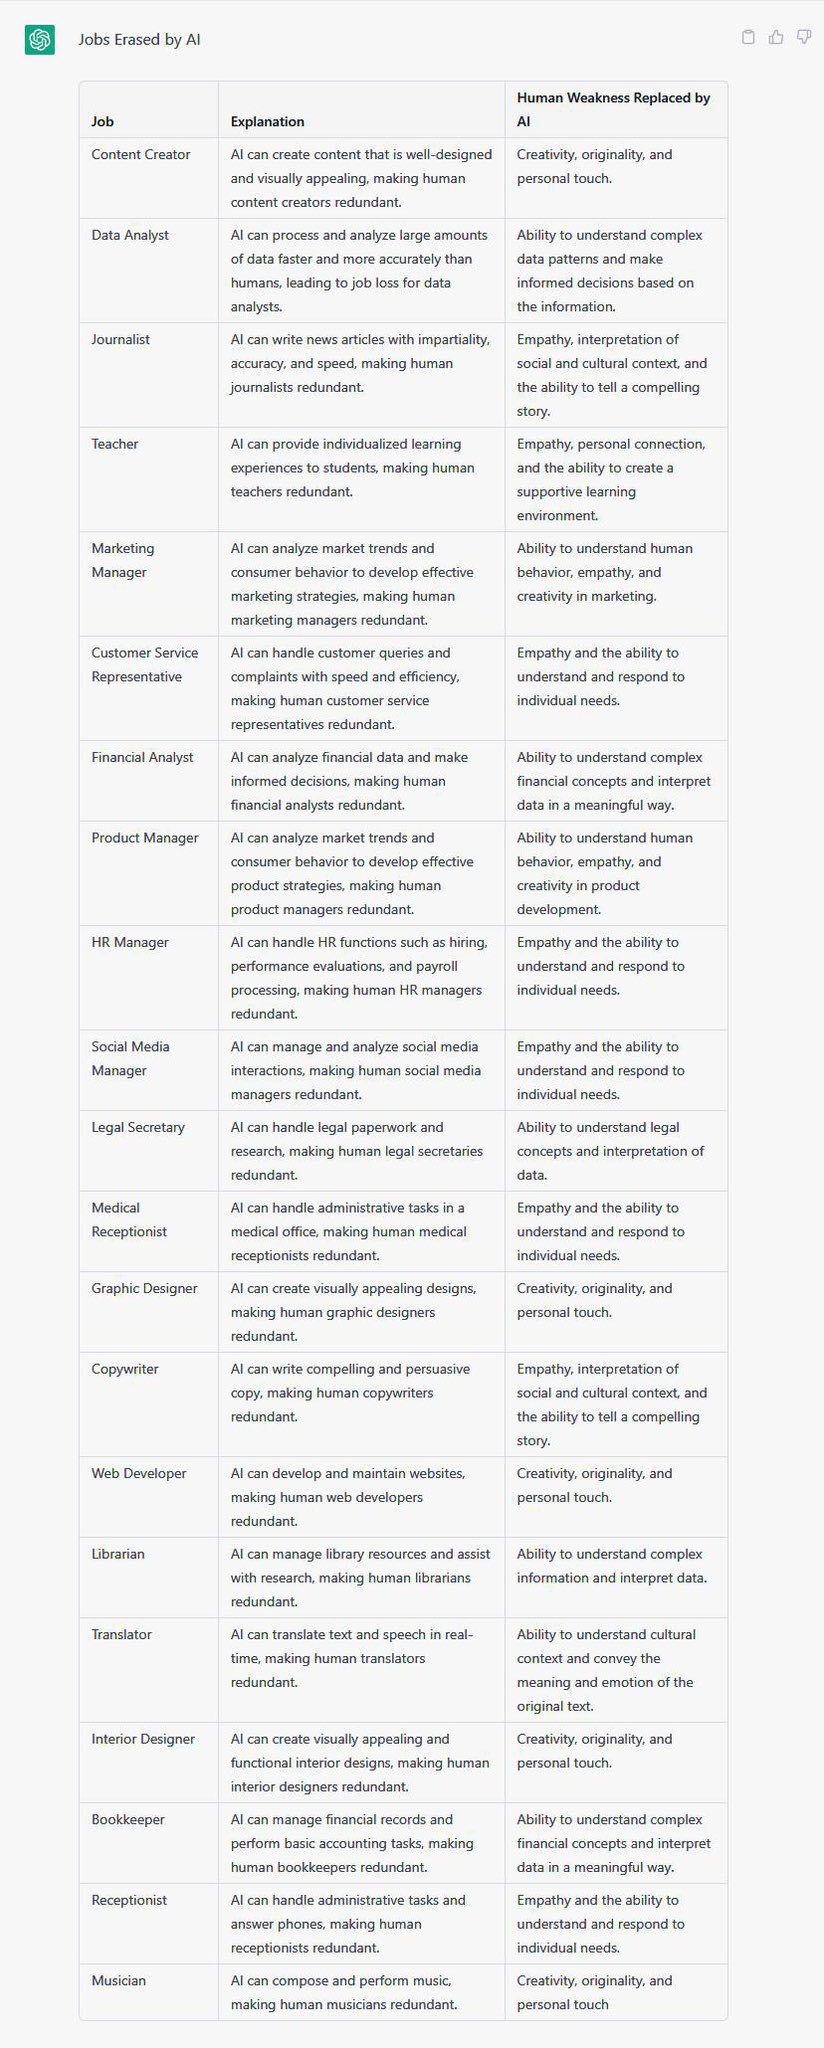 Jobs Erased by AI
Human Weakness Replaced by
Job Explanation AI
Content Creator AI can create content that is well-designed Creativity, originality, and
and visually appealing, making human personal touch.
content creators redundant.
Data Analyst AI can process and analyze large amounts Ability to understand complex
of data faster and more accurately than data patterns and make
humans, leading to job loss for data informed decisions based on
analysts. the information.
Journalist AI can write news articles with impartiality, Empathy, interpretation of
accuracy, and speed, making human social and cultural context, and
journalists redundant. the ability to tell a compelling
story.
Teacher AI can provide individualized learning Empathy, personal connection,
experiences to students, making human and the ability to create a
teachers redundant. supportive learning
environment.
Marketing AI can analyze market trends and Ability to understand human
Manager consumer behavior to develop effective behavior, empathy, and
marketing strategies, making human creativity in marketing.
marketing managers redundant.
Customer Service AI can handle customer queries and Empathy and the ability to
Representative complaints with speed and efficiency, understand and respond to
making human customer service individual needs.
representatives redundant.
Financial Analyst AI can analyze financial data and make Ability to understand complex
informed decisions, making human financial concepts and interpret
financial analysts redundant. data in a meaningful way.
Product Manager AI can analyze market trends and Ability to understand human
consumer behavior to develop effective behavior, empathy, and
product strategies, making human creativity in product
product managers redundant. development.
HR Manager AI can handle HR functions such as hiring, Empathy and the ability to
performance evaluations, and payroll understand and respond to
processing, making human HR managers individual needs.
redundant.
Social Media AI can manage and analyze social media Empathy and the ability to
Manager interactions, making human social media understand and respond to
managers redundant. individual needs.
Legal Secretary AI can handle legal paperwork and Ability to understand legal
research, making human legal secretaries concepts and interpretation of
redundant. data.
Medical AI can handle administrative tasks in a Empathy and the ability to
Receptionist medical office, making human medical understand and respond to
receptionists redundant. individual needs.
Graphic Designer AI can create visually appealing designs, Creativity, originality, and
making human graphic designers personal touch.
redundant.
Copywriter AI can write compelling and persuasive Empathy, interpretation of
copy, making human copywriters social and cultural context, and
redundant. the ability to tell a compelling
story.
Web Developer AI can develop and maintain websites, Creativity, originality, and
making human web developers personal touch.
redundant.
Librarian AI can manage library resources and assist Ability to understand complex
with research, making human librarians information and interpret data.
redundant.
Translator AI can translate text and speech in real- Ability to understand cultural
time, making human translators context and convey the
redundant. meaning and emotion of the
original text.
Interior Designer AI can create visually appealing and Creativity, originality, and
functional interior designs, making human personal touch.
interior designers redundant.
Bookkeeper AI can manage financial records and Ability to understand complex
perform basic accounting tasks, making financial concepts and interpret
human bookkeepers redundant. data in a meaningful way.
Receptionist AI can handle administrative tasks and Empathy and the ability to
answer phones, making human understand and respond to
receptionists redundant. individual needs.
Musician AI can compose and perform music, Creativity, originality, and
making human musicians redundant. personal touch